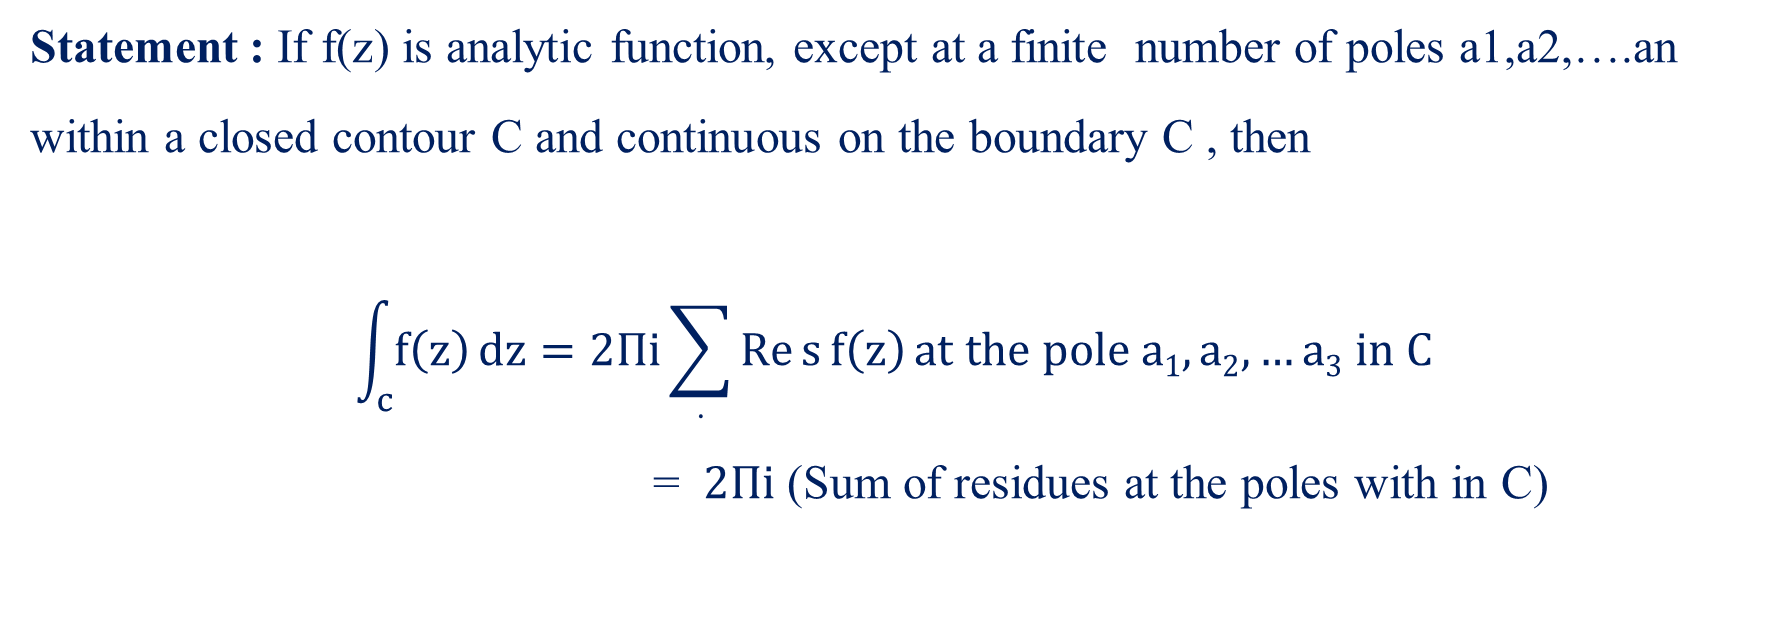 Statement : If f(z) is analytic function, except at a finite number of poles a1,a2,....an
within a closed contour C and continuous on the boundary C , then
∫_c f(z) dz = 2Πi ∑ Re s f(z) at the pole a₁, a₂, … a₃ in C
= 2Πi (Sum of residues at the poles with in C)